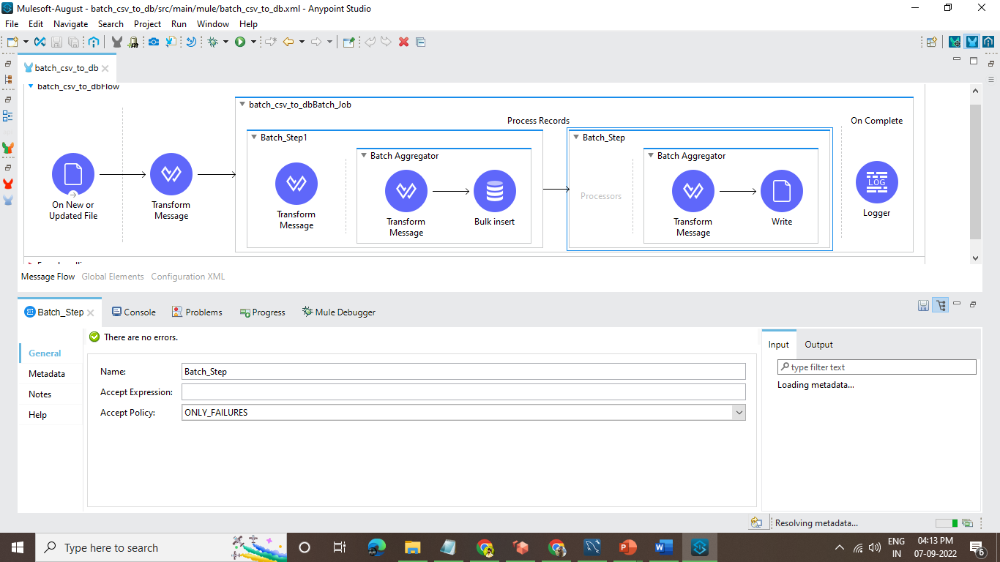 Mulesoft-August - batch_csv_to_db/src/main/mule/batch_csv_to_db.xml - Anypoint Studio
File Edit Navigate Search Project Run Window Help
batch_csv_to_db
batch_csv_to_dbFlow
batch_csv_to_dbBatch_Job
Process Records
On Complete
Batch_Step1
Batch_Step
Batch Aggregator
Batch Aggregator
LOG
Processors
On New or
Updated File
Transform
Message
Transform
Message
Transform
Message
Bulk insert
Transform
Message
Write
Logger
Message Flow Global Elements Configuration XML
Batch_Step Console Problems Progress Mule Debugger
There are no errors.
General
Metadata
Notes
Help
Name: Batch_Step
Accept Expression:
Accept Policy: ONLY_FAILURES
Input Output
type filter text
Loading metadata...
Resolving metadata...
Type here to search
ENG
IN
04:13 PM
07-09-2022
6